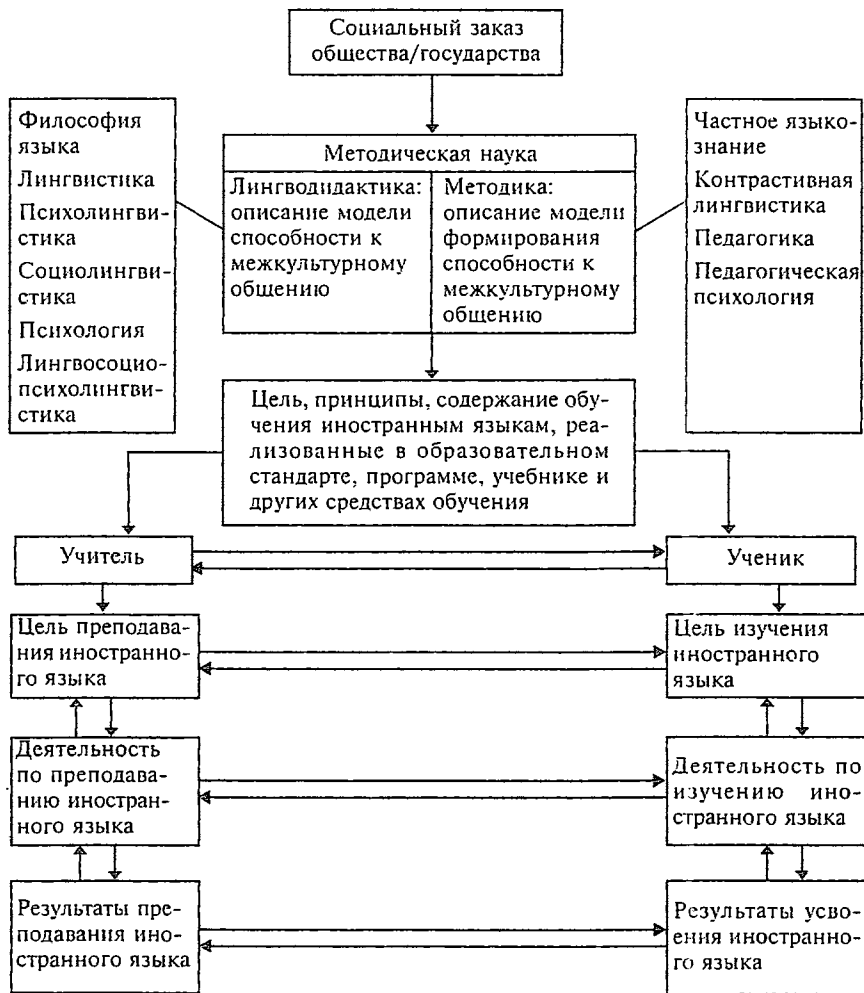 Социальный заказ
общества/государства
Философия
языка
Лингвистика
Психолингви-
стика
Социолингви-
стика
Психология
Лингвосоцио-
психолингви-
стика
Методическая наука
Лингводидактика:
описание модели
способности к
межкультурному
общению
Методика:
описание модели
формирования
способности к
межкультурному
общению
Частное языко-
знание
Контрастивная
лингвистика
Педагогика
Педагогическая
психология
Цель, принципы, содержание обу-
чения иностранным языкам, реа-
лизованные в образовательном
стандарте, программе, учебнике и
других средствах обучения
Учитель
Ученик
Цель преподава-
ния иностранно-
го языка
Цель изучения
иностранного
языка
Деятельность
по преподава-
нию иностран-
ного языка
Деятельность по
изучению ино-
странного языка
Результаты пре-
подавания ино-
странного языка
Результаты усво-
ения иностранно-
го языка